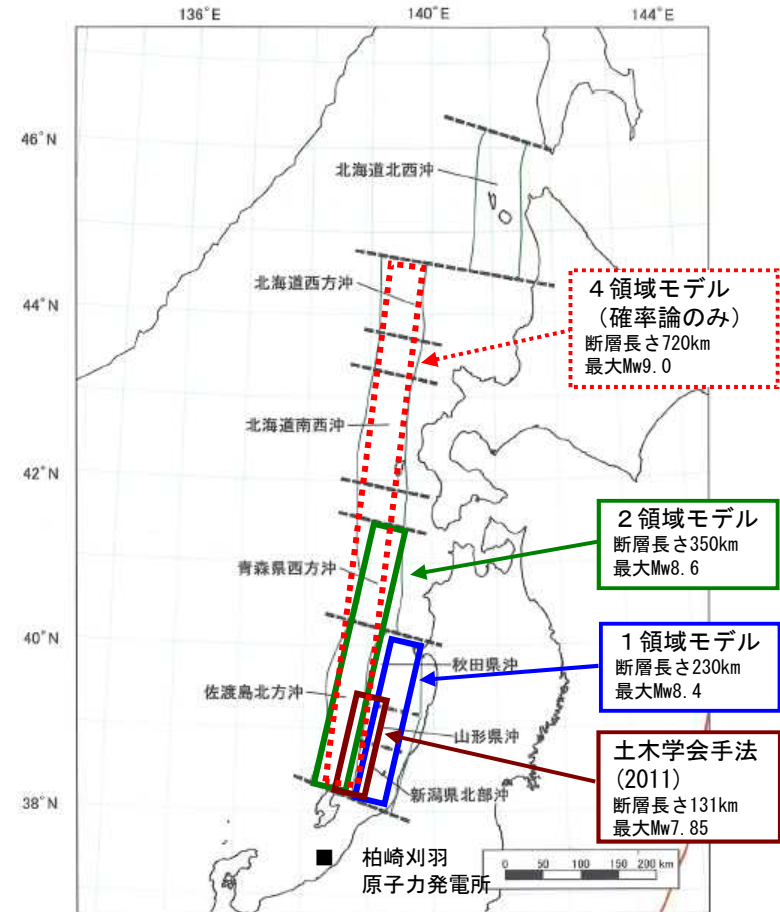 136°E
140°E
144°E
46°N
44°N
42°N
40°N
38°N
北海道北西沖
北海道西方沖
北海道南西沖
青森県西方沖
秋田県沖
佐渡島北方沖
山形県沖
新潟県北部沖
４領域モデル
（確率論のみ）
断層長さ720km
最大Mw9.0
２領域モデル
断層長さ350km
最大Mw8.6
１領域モデル
断層長さ230km
最大Mw8.4
土木学会手法
(2011)
断層長さ131km
最大Mw7.85
■ 柏崎刈羽
原子力発電所
0 50 100 150 200 km